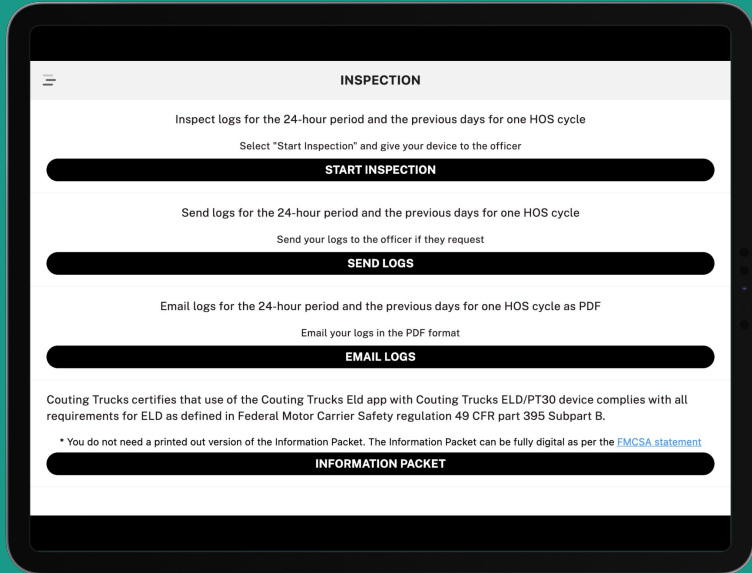 INSPECTION
Inspect logs for the 24-hour period and the previous days for one HOS cycle
Select "Start Inspection" and give your device to the officer
START INSPECTION
Send logs for the 24-hour period and the previous days for one HOS cycle
Send your logs to the officer if they request
SEND LOGS
Email logs for the 24-hour period and the previous days for one HOS cycle as PDF
Email your logs in the PDF format
EMAIL LOGS
Couting Trucks certifies that use of the Couting Trucks Eld app with Couting Trucks ELD/PT30 device complies with all
requirements for ELD as defined in Federal Motor Carrier Safety regulation 49 CFR part 395 Subpart B.
* You do not need a printed out version of the Information Packet. The Information Packet can be fully digital as per the FMCSA statement
INFORMATION PACKET